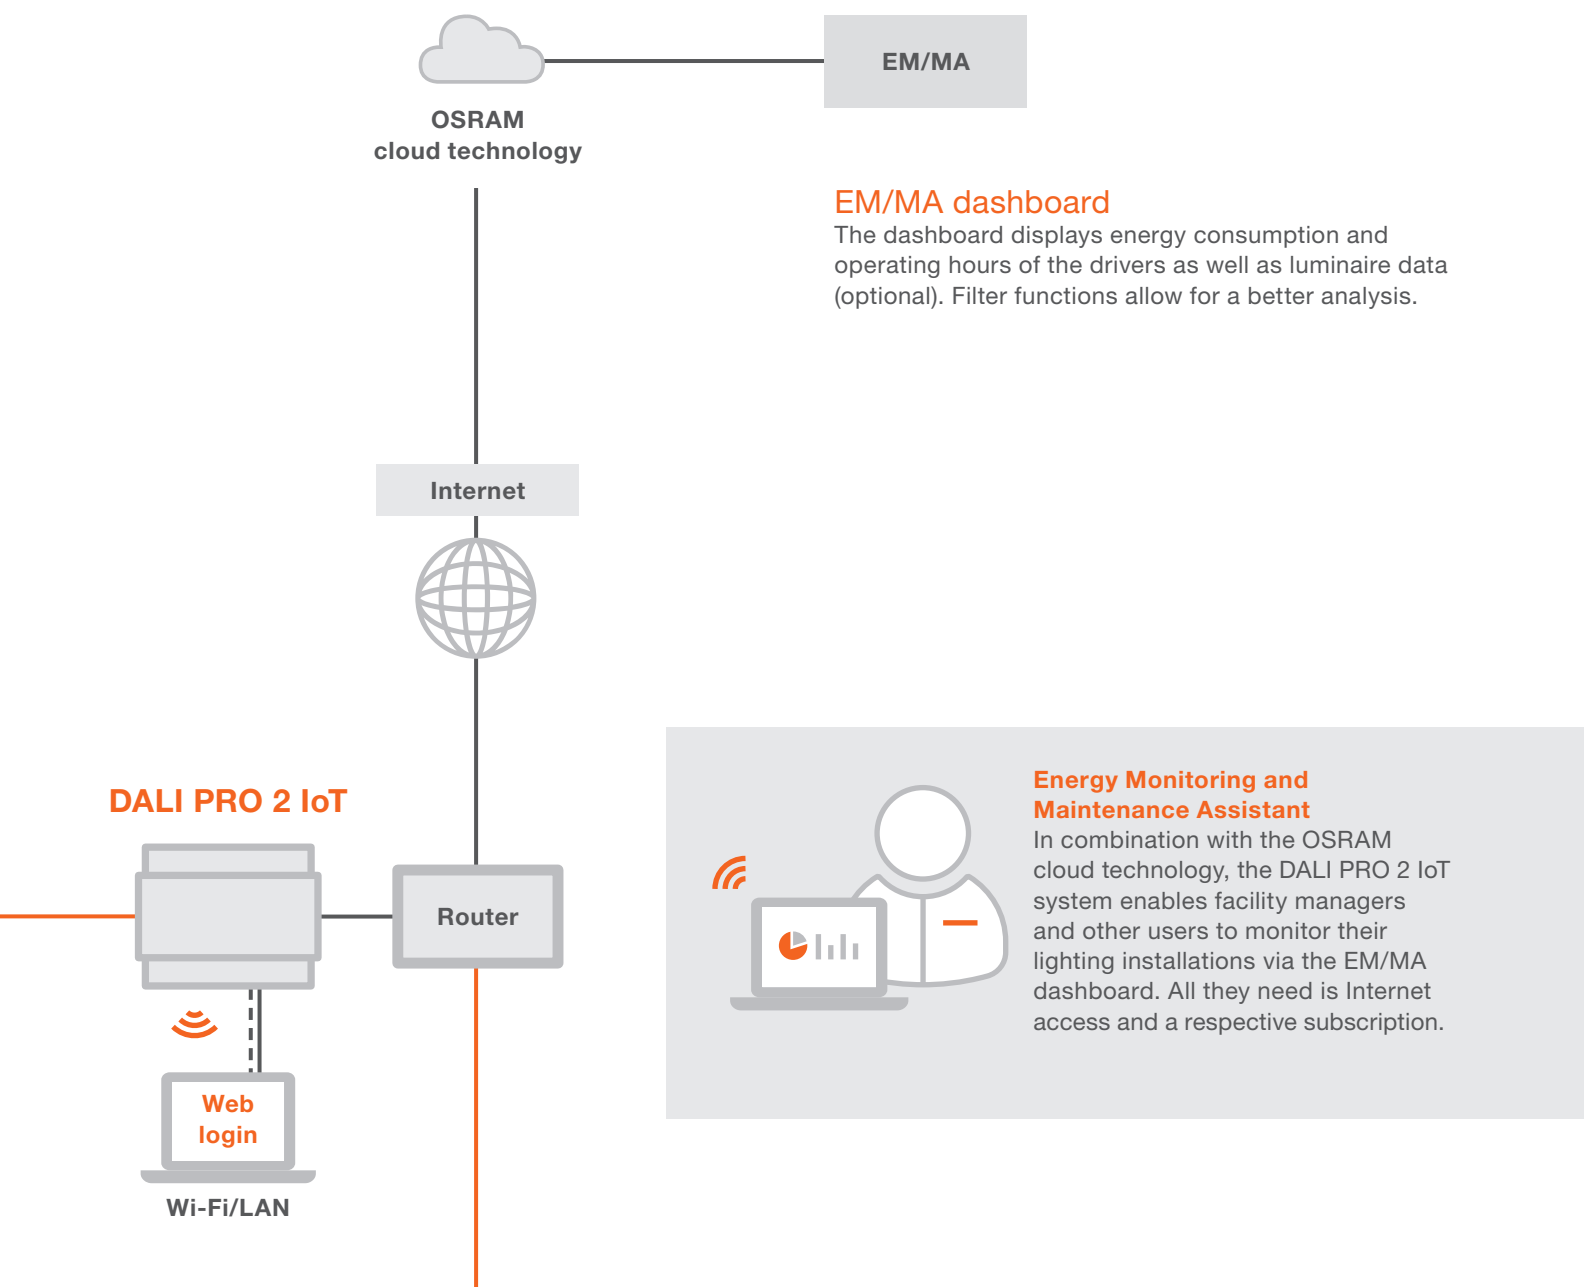 EM/MA
OSRAM
cloud technology
EM/MA dashboard
The dashboard displays energy consumption and
operating hours of the drivers as well as luminaire data
(optional). Filter functions allow for a better analysis.
Internet
DALI PRO 2 IoT
Router
Web
login
Wi-Fi/LAN
Energy Monitoring and
Maintenance Assistant
In combination with the OSRAM
cloud technology, the DALI PRO 2 IoT
system enables facility managers
and other users to monitor their
lighting installations via the EM/MA
dashboard. All they need is Internet
access and a respective subscription.